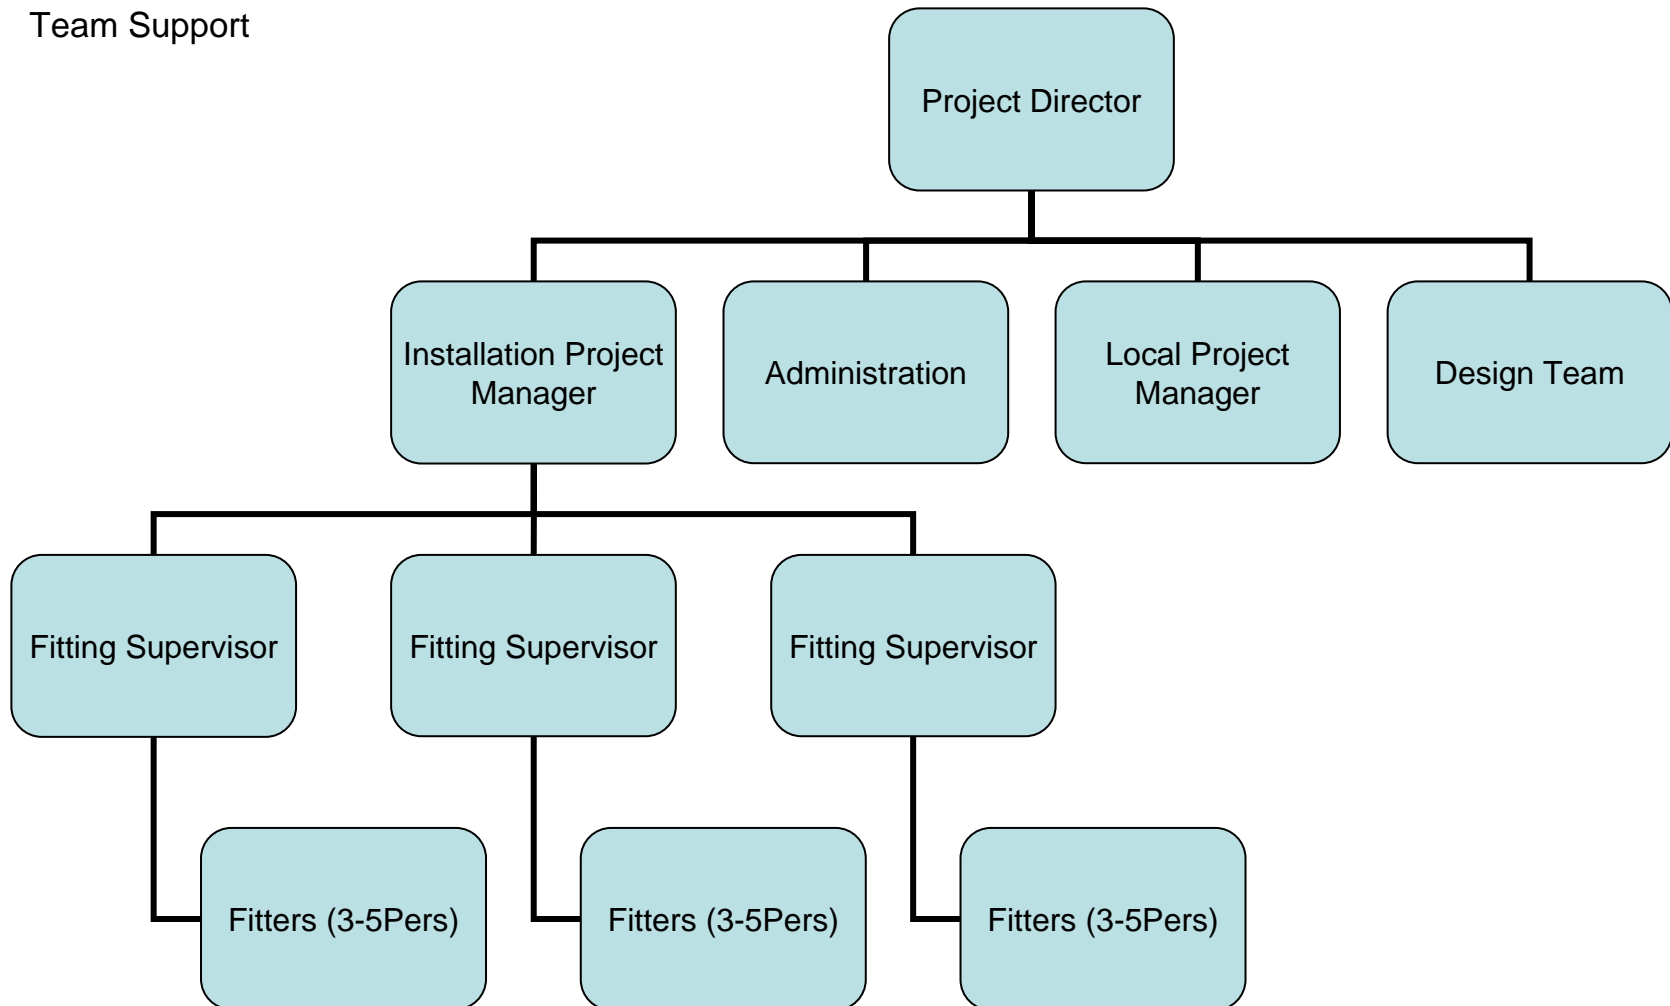 Team Support
Project Director
Installation Project
Manager
Administration
Local Project
Manager
Design Team
Fitting Supervisor
Fitting Supervisor
Fitting Supervisor
Fitters (3-5Pers)
Fitters (3-5Pers)
Fitters (3-5Pers)